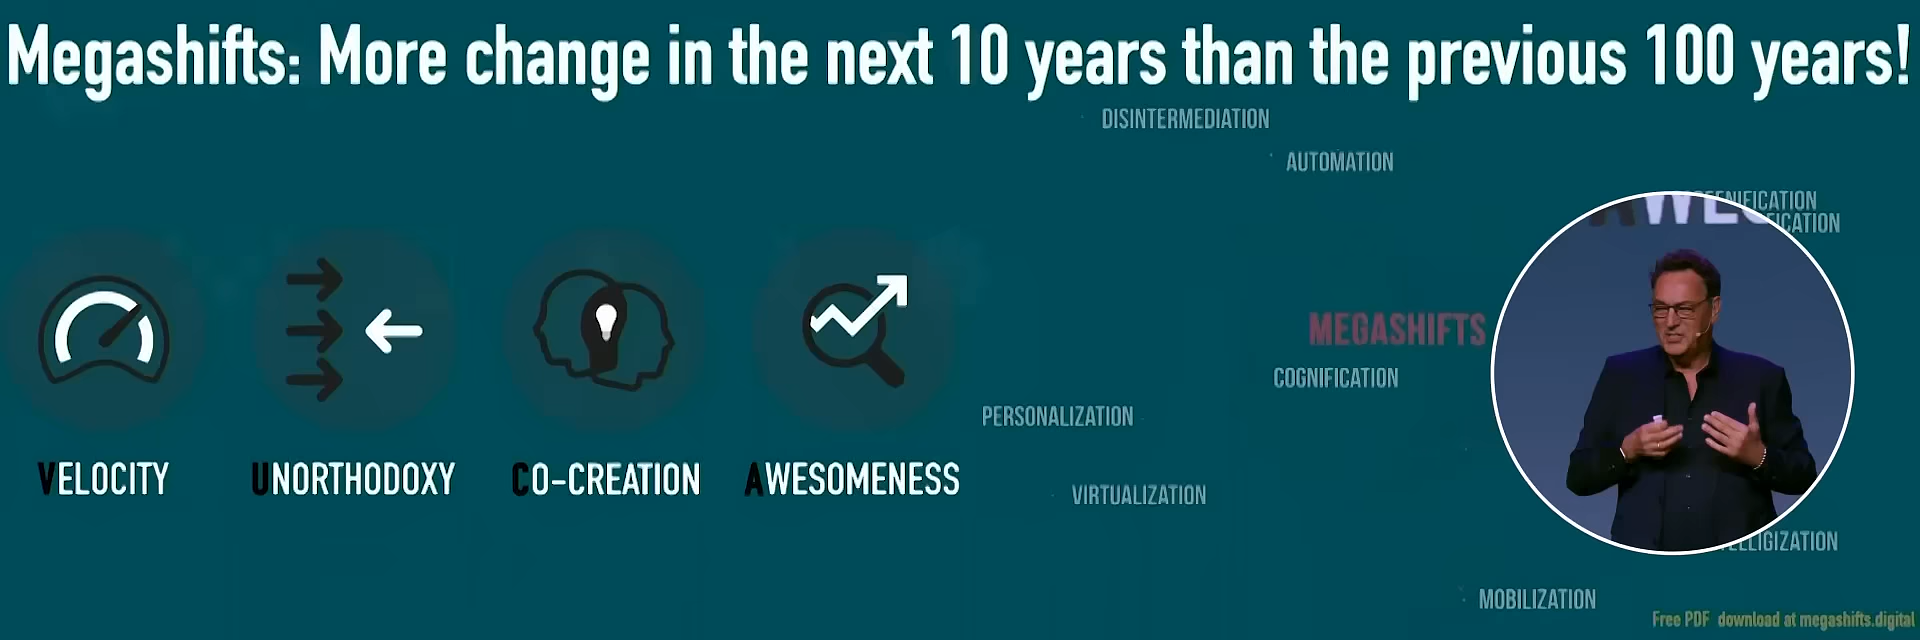 Megashifts: More change in the next 10 years than the previous 100 years!
DISINTERMEDIATION
AUTOMATION
MEGASHIFTS
COGNIFICATION
PERSONALIZATION
VELOCITY
UNORTHODOXY
CO-CREATION
AWESOMENESS
VIRTUALIZATION
MOBILIZATION
Free PDF download at megashifts.digital